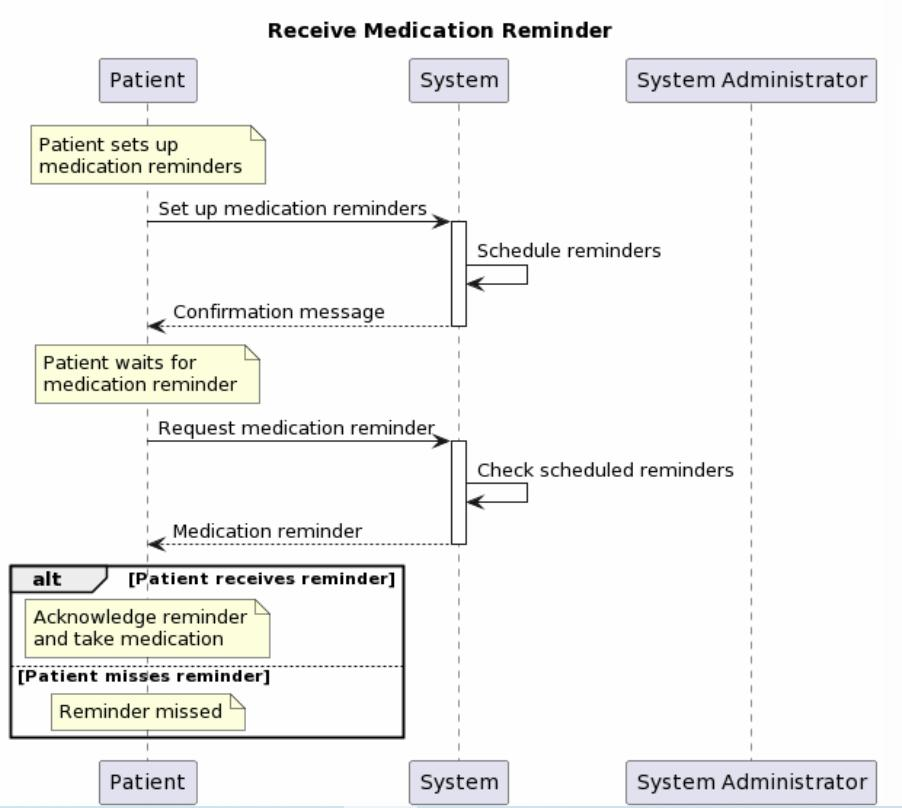 Receive Medication Reminder
Patient
System
System Administrator
Patient sets up
medication reminders
Set up medication reminders
Schedule reminders
Confirmation message
Patient waits for
medication reminder
Request medication reminder
Check scheduled reminders
Medication reminder
alt
[Patient receives reminder]
Acknowledge reminder
and take medication
[Patient misses reminder]
Reminder missed
Patient
System
System Administrator